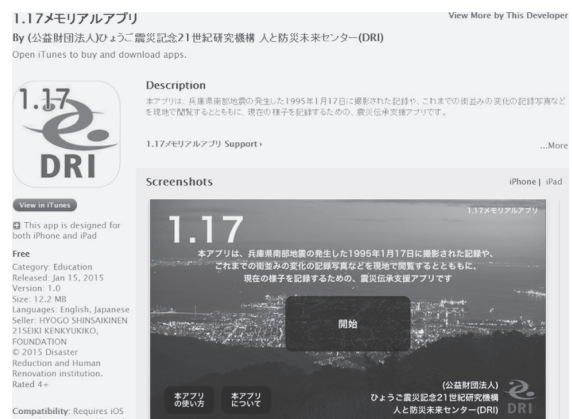 1.17メモリアルアプリ
View More by This Developer
By (公益財団法人)ひょうご震災記念21世紀研究機構 人と防災未来センター(DRI)
Open iTunes to buy and download apps.
1.17
DRI
View in iTunes
This app is designed for
both iPhone and iPad
Free
Category: Education
Released: Jan 15, 2015
Version: 1.0
Size: 12.2 MB
Languages: English, Japanese
Seller: HYOGO SHINSAIKINEN
21SEIKI KENKYUKIKO,
FOUNDATION
© 2015 Disaster
Reduction and Human
Renovation institution.
Rated 4+
Compatibility: Requires iOS
Description
本アプリは、兵庫県南部地震の発生した1995年1月17日に撮影された記録や、これまでの街並みの変化の記録写真など
を現地で閲覧するとともに、現在の様子を記録するための、震災伝承支援アプリです。
1.17メモリアルアプリ Support ›
...More
Screenshots
iPhone | iPad
1.17メモリアルアプリ
1.17
本アプリは、兵庫県南部地震の発生した1995年1月17日に撮影された記録や、
これまでの街並みの変化の記録写真などを現地で閲覧するとともに、
現在の様子を記録するための、震災伝承支援アプリです
開始
本アプリ
の使い方
本アプリ
について
(公益財団法人)
ひょうご震災記念21世紀研究機構
人と防災未来センター(DRI)
DRI